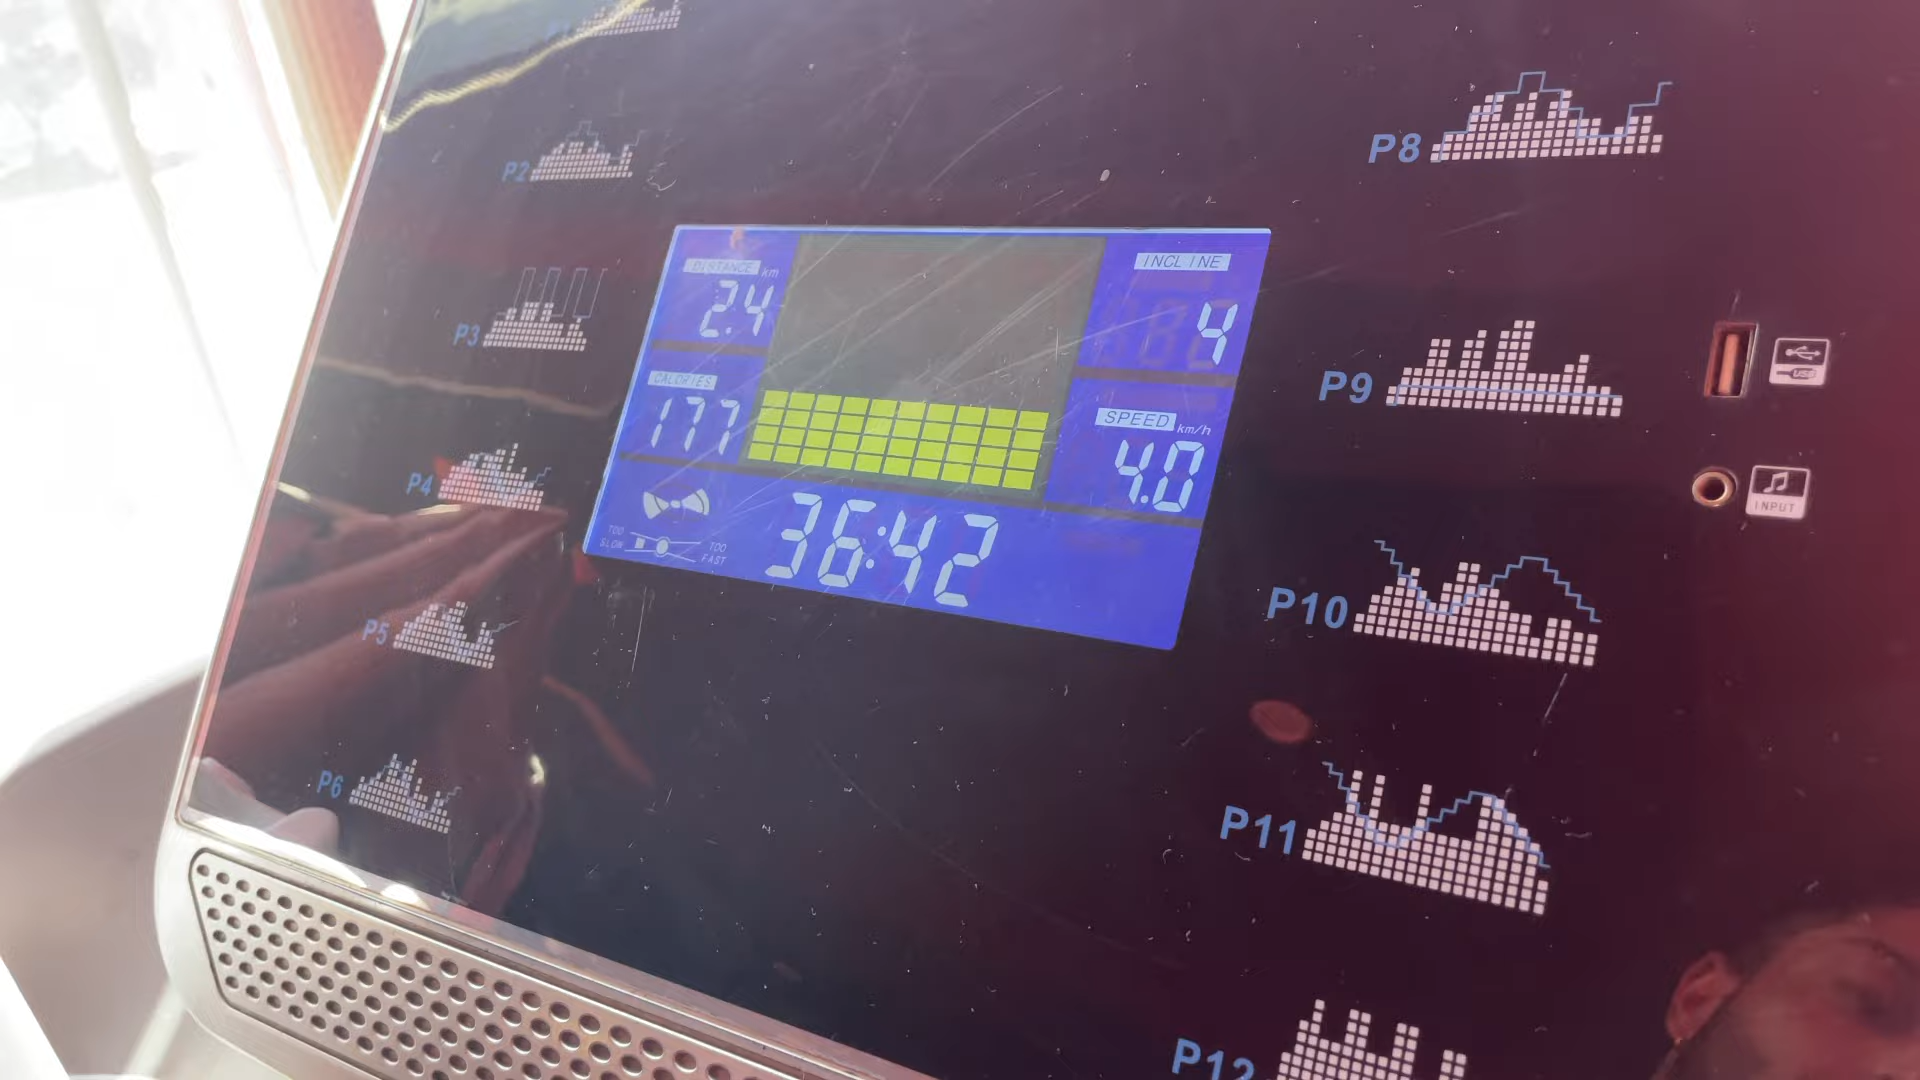 P2
P3
P4
P5
P6
DISTANCE km
2.4
CALORIES
177
TOO SLOW
TOO FAST
36:42
INCLINE
4
SPEED km/h
4.0
P8
P9
P10
P11
P12
USB
INPUT